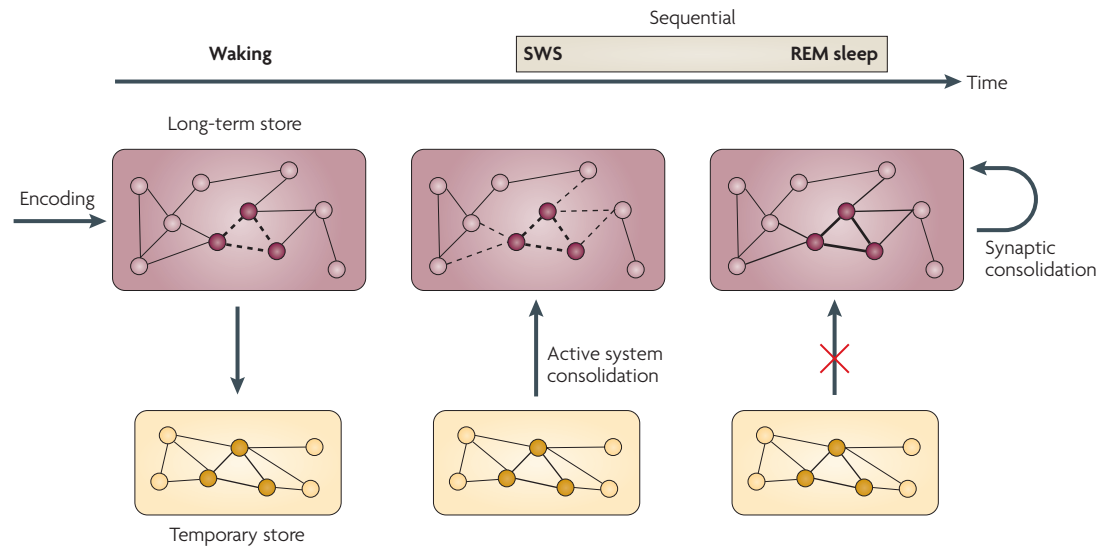 Sequential
Waking
SWS
REM sleep
Time
Long-term store
Encoding
Synaptic
consolidation
Active system
consolidation
Temporary store